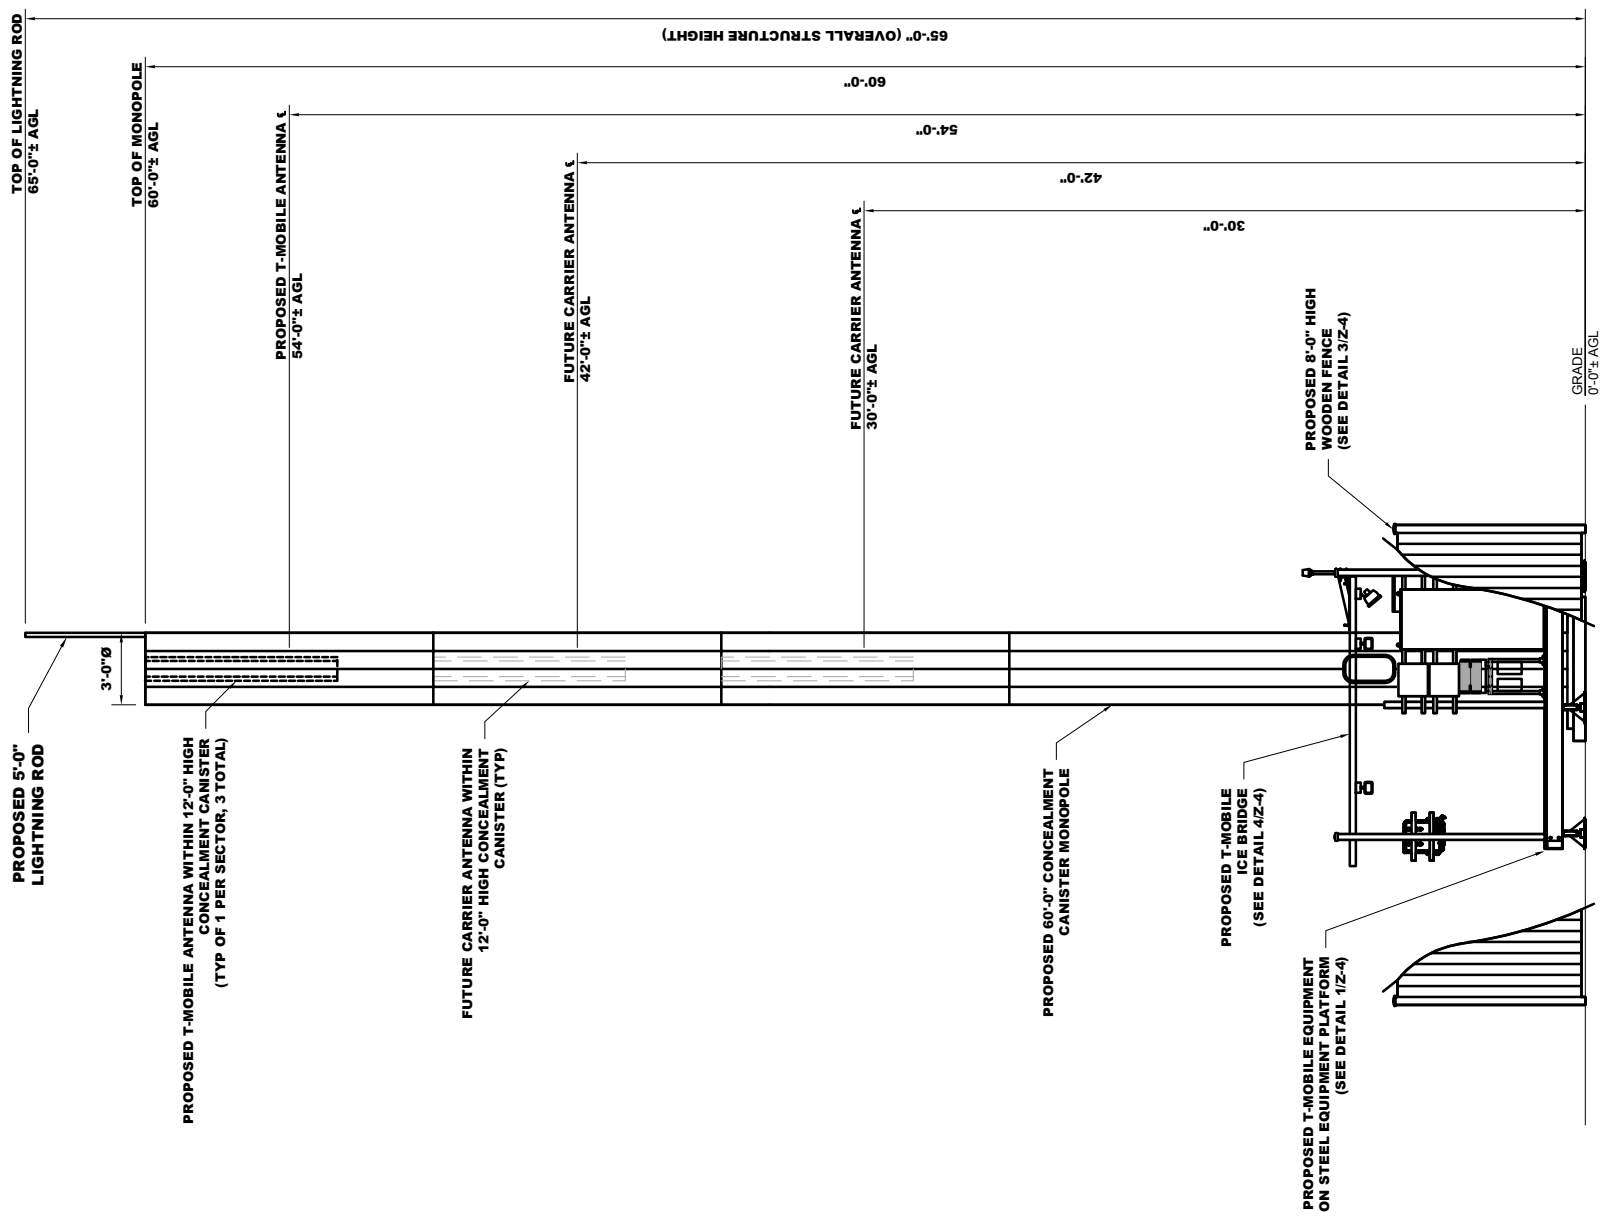 TOP OF LIGHTNING ROD
65'-0"± AGL
TOP OF MONOPOLE
60'-0"± AGL
PROPOSED T-MOBILE ANTENNA ℄
54'-0"± AGL
FUTURE CARRIER ANTENNA ℄
42'-0"± AGL
FUTURE CARRIER ANTENNA ℄
30'-0"± AGL
65'-0" (OVERALL STRUCTURE HEIGHT)
60'-0"
54'-0"
42'-0"
30'-0"
PROPOSED 8'-0" HIGH
WOODEN FENCE
(SEE DETAIL 3/Z-4)
GRADE
0'-0"± AGL
3'-0"Ø
PROPOSED 5'-0"
LIGHTNING ROD
PROPOSED T-MOBILE ANTENNA WITHIN 12'-0" HIGH
CONCEALMENT CANISTER
(TYP OF 1 PER SECTOR, 3 TOTAL)
FUTURE CARRIER ANTENNA WITHIN
12'-0" HIGH CONCEALMENT
CANISTER (TYP)
PROPOSED 60'-0" CONCEALMENT
CANISTER MONOPOLE
PROPOSED T-MOBILE
ICE BRIDGE
(SEE DETAIL 4/Z-4)
PROPOSED T-MOBILE EQUIPMENT
ON STEEL EQUIPMENT PLATFORM
(SEE DETAIL 1/Z-4)